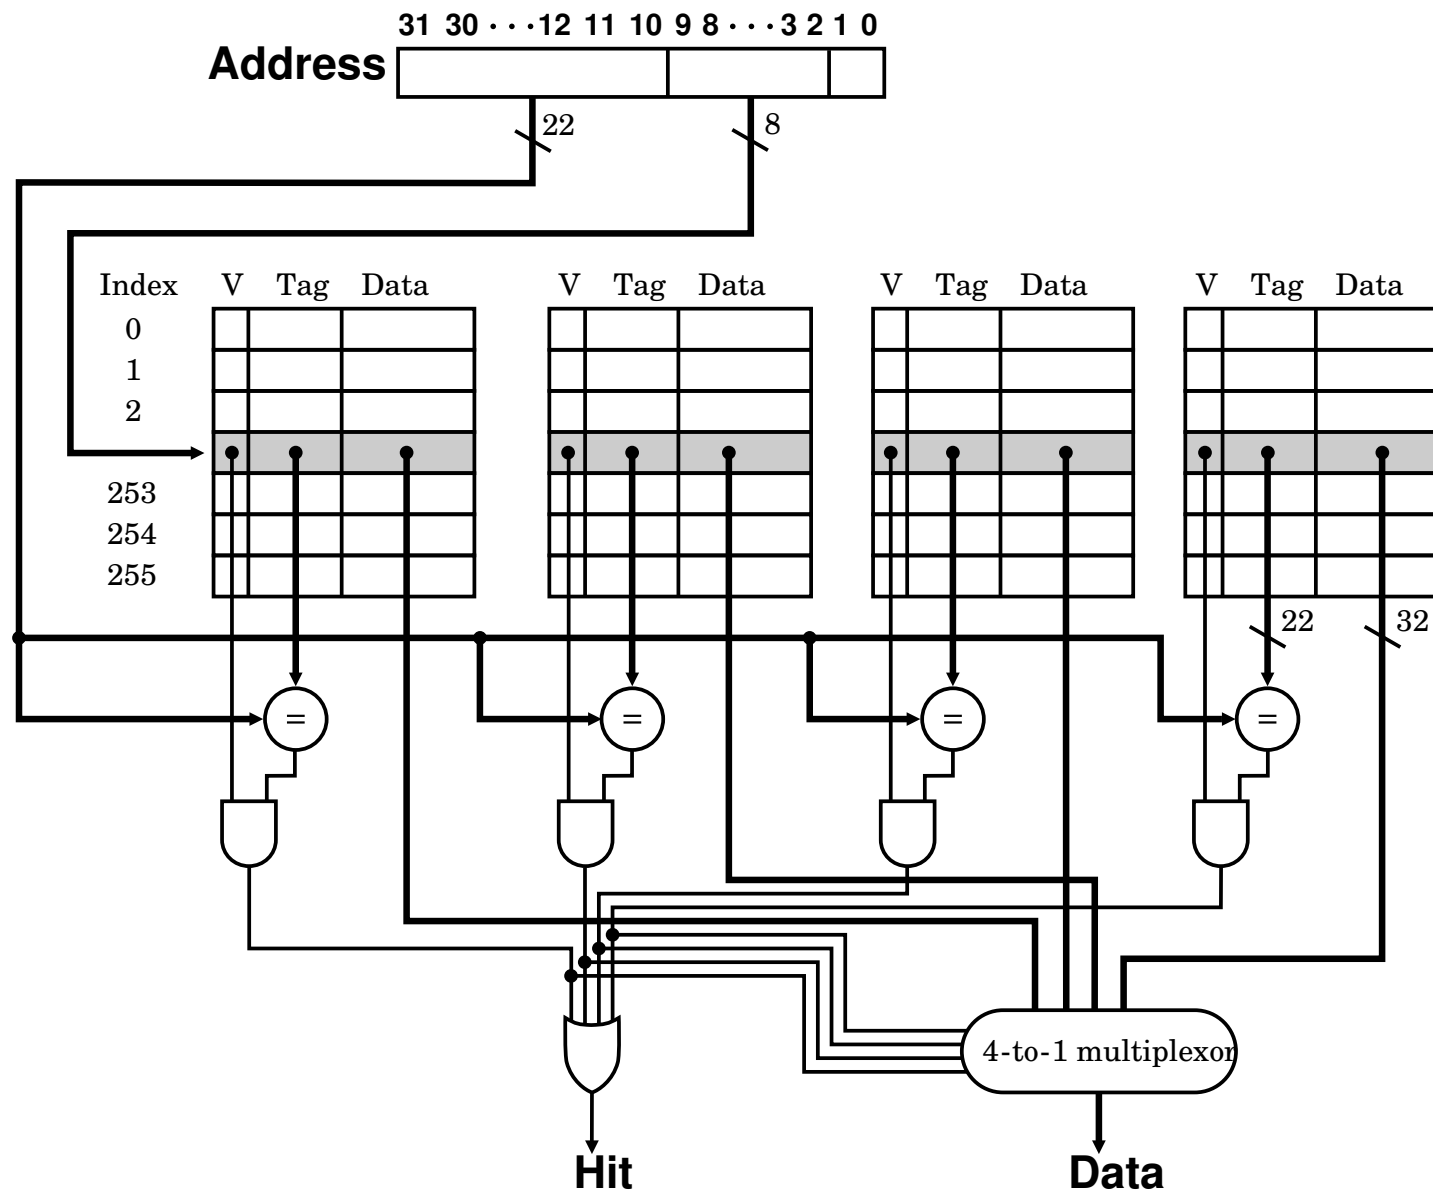 31 30 · · · 12 11 10 9 8 · · · 3 2 1 0
Address
22 8
Index V Tag Data V Tag Data V Tag Data V Tag Data
0
1
2
253
254
255
22 32
= = = =
4-to-1 multiplexor
Hit Data